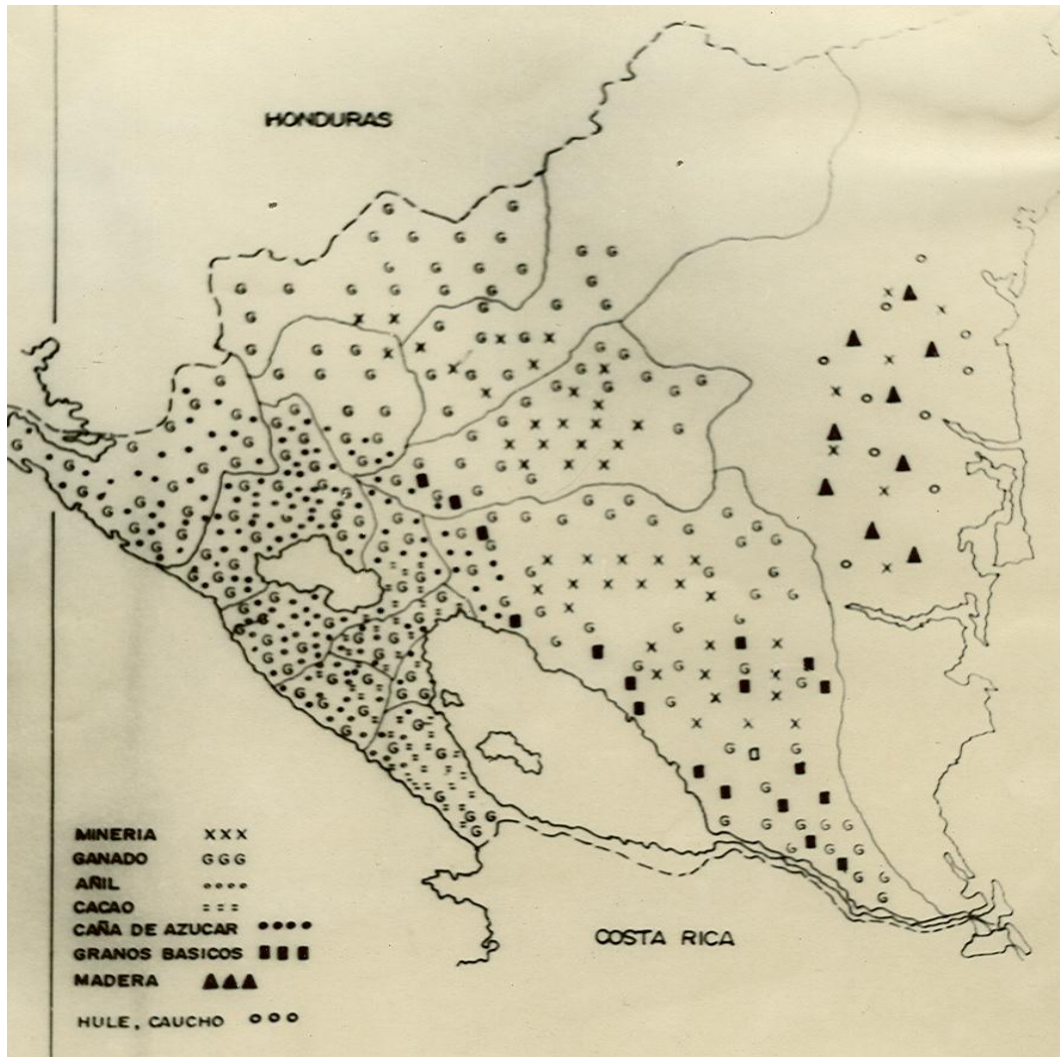 HONDURAS
COSTA RICA
MINERIA XXX
GANADO GGG
AÑIL
CACAO
CAÑA DE AZUCAR
GRANOS BASICOS
MADERA
HULE, CAUCHO